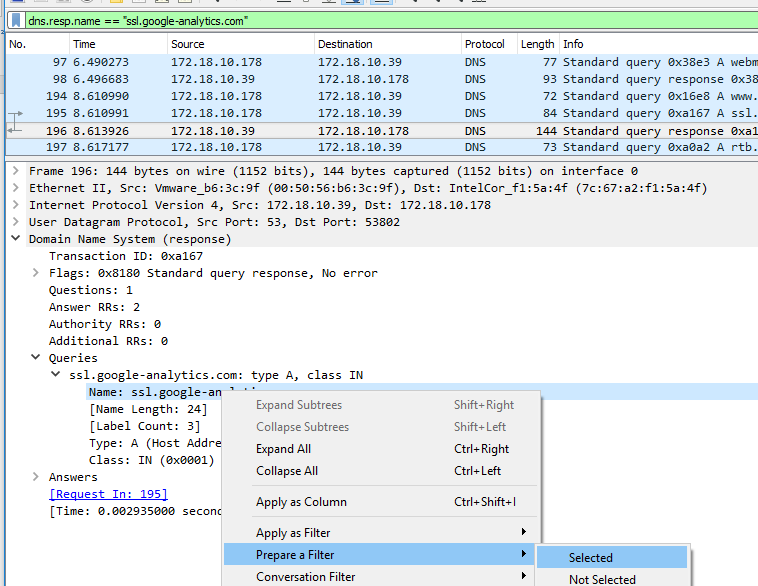 dns.resp.name == "ssl.google-analytics.com"
No. Time Source Destination Protocol Length Info
97 6.490273 172.18.10.178 172.18.10.39 DNS 77 Standard query 0x38e3 A webm
98 6.496683 172.18.10.39 172.18.10.178 DNS 93 Standard query response 0x38
194 8.610990 172.18.10.178 172.18.10.39 DNS 72 Standard query 0x16e8 A www.
195 8.610991 172.18.10.178 172.18.10.39 DNS 84 Standard query 0xa167 A ssl.
196 8.613926 172.18.10.39 172.18.10.178 DNS 144 Standard query response 0xa1
197 8.617177 172.18.10.178 172.18.10.39 DNS 73 Standard query 0xa0a2 A rtb.
Frame 196: 144 bytes on wire (1152 bits), 144 bytes captured (1152 bits) on interface 0
Ethernet II, Src: Vmware_b6:3c:9f (00:50:56:b6:3c:9f), Dst: IntelCor_f1:5a:4f (7c:67:a2:f1:5a:4f)
Internet Protocol Version 4, Src: 172.18.10.39, Dst: 172.18.10.178
User Datagram Protocol, Src Port: 53, Dst Port: 53802
Domain Name System (response)
Transaction ID: 0xa167
Flags: 0x8180 Standard query response, No error
Questions: 1
Answer RRs: 2
Authority RRs: 0
Additional RRs: 0
Queries
ssl.google-analytics.com: type A, class IN
Name: ssl.google-analyti
[Name Length: 24]
[Label Count: 3]
Type: A (Host Addre
Class: IN (0x0001)
Answers
[Request In: 195]
[Time: 0.002935000 second
Expand Subtrees Shift+Right
Collapse Subtrees Shift+Left
Expand All Ctrl+Right
Collapse All Ctrl+Left
Apply as Column Ctrl+Shift+I
Apply as Filter
Prepare a Filter
Conversation Filter
Selected
Not Selected